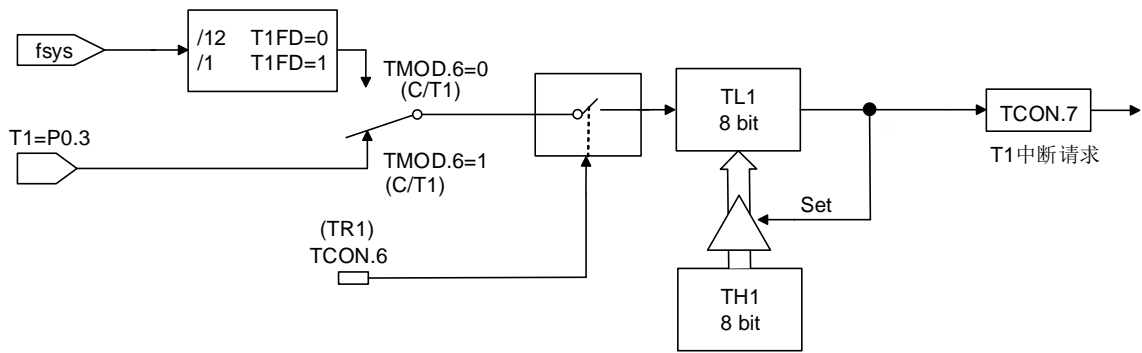 fsys
/12 T1FD=0
/1 T1FD=1
TMOD.6=0
(C/T1)
T1=P0.3
TMOD.6=1
(C/T1)
(TR1)
TCON.6
TL1
8 bit
TCON.7
T1中断请求
Set
TH1
8 bit